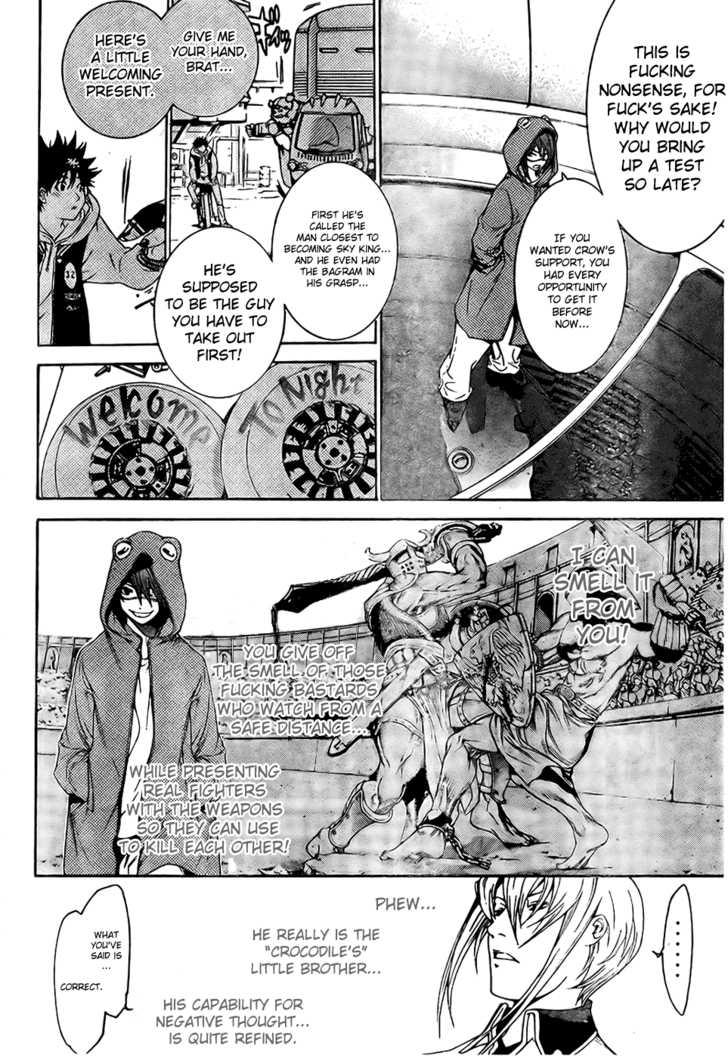 THIS IS
FUCKING
NONSENSE, FOR
FUCK'S SAKE!
WHY WOULD
YOU BRING
UP A TEST
SO LATE?
IF YOU
WANTED CROW'S
SUPPORT, YOU
HAD EVERY
OPPORTUNITY
TO GET IT
BEFORE
NOW...
GIVE ME
YOUR HAND,
BRAT...
HERE'S
A LITTLE
WELCOMING
PRESENT.
FIRST HE'S
CALLED THE
MAN CLOSEST TO
BECOMING SKY KING...
AND HE EVEN HAD
THE BAGRAM IN
HIS GRASP...
HE'S
SUPPOSED
TO BE THE GUY
YOU HAVE TO
TAKE OUT
FIRST!
32
Welcome
To Night
I CAN
SMELL IT
FROM
YOU!
YOU GIVE OFF
THE SMELL OF THOSE
FUCKING BASTARDS
WHO WATCH FROM A
SAFE DISTANCE...
WHILE PRESENTING
REAL FIGHTERS
WITH THE WEAPONS
SO THEY CAN USE
TO KILL EACH OTHER!
......
PHEW...
HE REALLY IS THE
"CROCODILE'S"
LITTLE BROTHER...
HIS CAPABILITY FOR
NEGATIVE THOUGHT...
IS QUITE REFINED.
WHAT
YOU'VE
SAID IS
...
CORRECT.